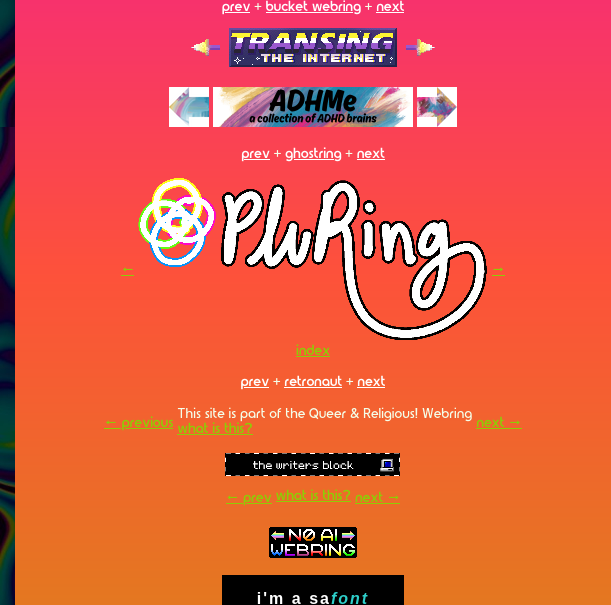 prev + bucket webring + next
TRANSING
THE INTERNET
ADHMe
a collection of ADHD brains
prev + ghostring + next
PluRing
← →
index
prev + retronaut + next
← previous This site is part of the Queer & Religious! Webring next →
what is this?
the writers block
← prev what is this? next →
NO AI
WEBRING
i'm a safont